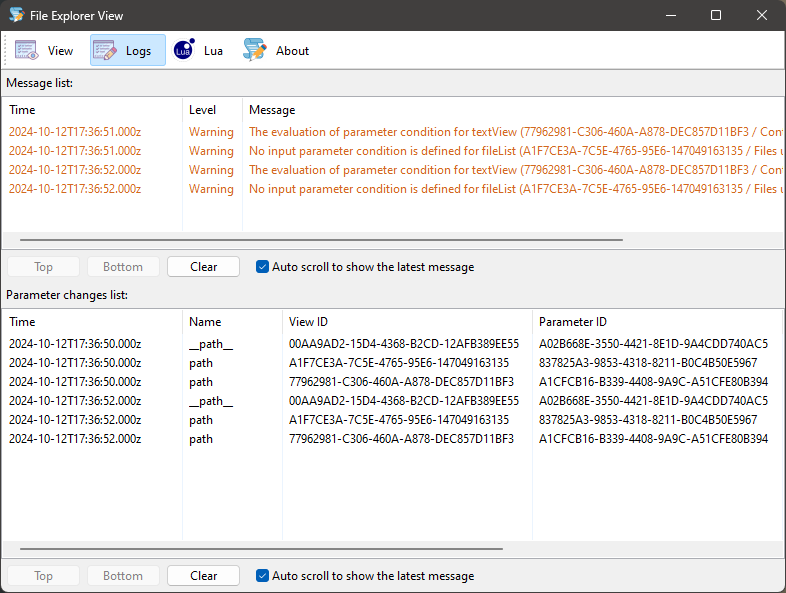 File Explorer View
View Logs Lua Lua About
Message list:
Time Level Message
2024-10-12T17:36:51.000z Warning The evaluation of parameter condition for textView (77962981-C306-460A-A878-DEC857D11BF3 / Cont
2024-10-12T17:36:51.000z Warning No input parameter condition is defined for fileList (A1F7CE3A-7C5E-4765-95E6-147049163135 / Files u
2024-10-12T17:36:52.000z Warning The evaluation of parameter condition for textView (77962981-C306-460A-A878-DEC857D11BF3 / Cont
2024-10-12T17:36:52.000z Warning No input parameter condition is defined for fileList (A1F7CE3A-7C5E-4765-95E6-147049163135 / Files u
Top Bottom Clear Auto scroll to show the latest message
Parameter changes list:
Time Name View ID Parameter ID
2024-10-12T17:36:50.000z __path__ 00AA9AD2-15D4-4368-B2CD-12AFB389EE55 A02B668E-3550-4421-8E1D-9A4CDD740AC5
2024-10-12T17:36:50.000z path A1F7CE3A-7C5E-4765-95E6-147049163135 837825A3-9853-4318-8211-B0C4B50E5967
2024-10-12T17:36:50.000z path 77962981-C306-460A-A878-DEC857D11BF3 A1CFCB16-B339-4408-9A9C-A51CFE80B394
2024-10-12T17:36:52.000z __path__ 00AA9AD2-15D4-4368-B2CD-12AFB389EE55 A02B668E-3550-4421-8E1D-9A4CDD740AC5
2024-10-12T17:36:52.000z path A1F7CE3A-7C5E-4765-95E6-147049163135 837825A3-9853-4318-8211-B0C4B50E5967
2024-10-12T17:36:52.000z path 77962981-C306-460A-A878-DEC857D11BF3 A1CFCB16-B339-4408-9A9C-A51CFE80B394
Top Bottom Clear Auto scroll to show the latest message